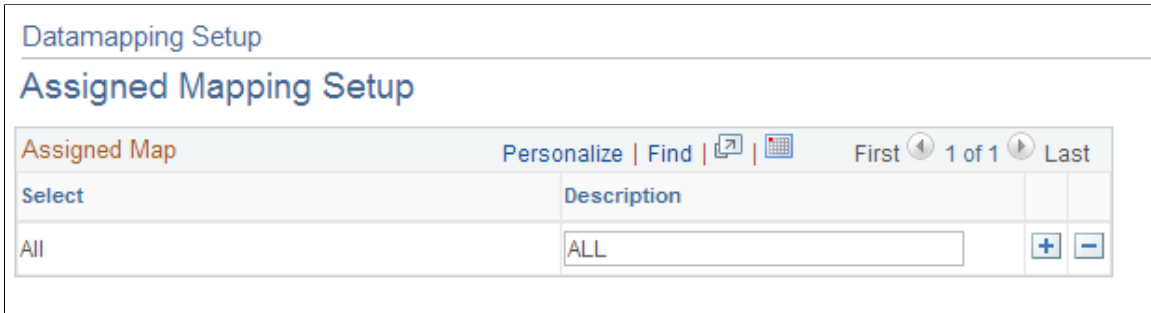 Datamapping Setup
Assigned Mapping Setup
Assigned Map Personalize | Find | | First 1 of 1 Last
Select Description
All ALL